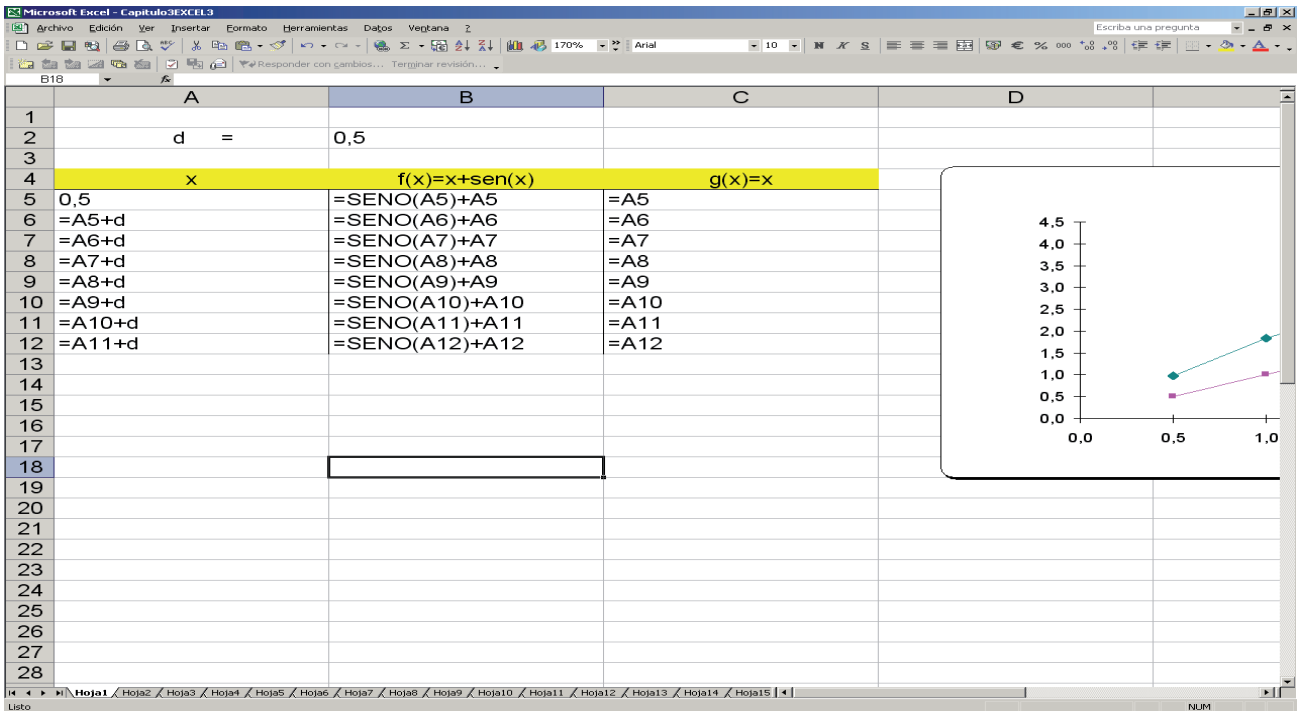 Microsoft Excel - Capitulo3EXCEL3
Archivo Edición Ver Insertar Formato Herramientas Datos Ventana ? Escriba una pregunta
170% Arial 10 N K S € % 000
Responder con cambios... Terminar revisión...
B18 fx
A B C D
1
2 d = 0,5
3
4 x f(x)=x+sen(x) g(x)=x
5 0,5 =SENO(A5)+A5 =A5
6 =A5+d =SENO(A6)+A6 =A6
7 =A6+d =SENO(A7)+A7 =A7
8 =A7+d =SENO(A8)+A8 =A8
9 =A8+d =SENO(A9)+A9 =A9
10 =A9+d =SENO(A10)+A10 =A10
11 =A10+d =SENO(A11)+A11 =A11
12 =A11+d =SENO(A12)+A12 =A12
13
14
15
16
17
18
19
20
21
22
23
24
25
26
27
28
4,5
4,0
3,5
3,0
2,5
2,0
1,5
1,0
0,5
0,0
0,0 0,5 1,0
Hoja1 Hoja2 Hoja3 Hoja4 Hoja5 Hoja6 Hoja7 Hoja8 Hoja9 Hoja10 Hoja11 Hoja12 Hoja13 Hoja14 Hoja15
Listo NUM